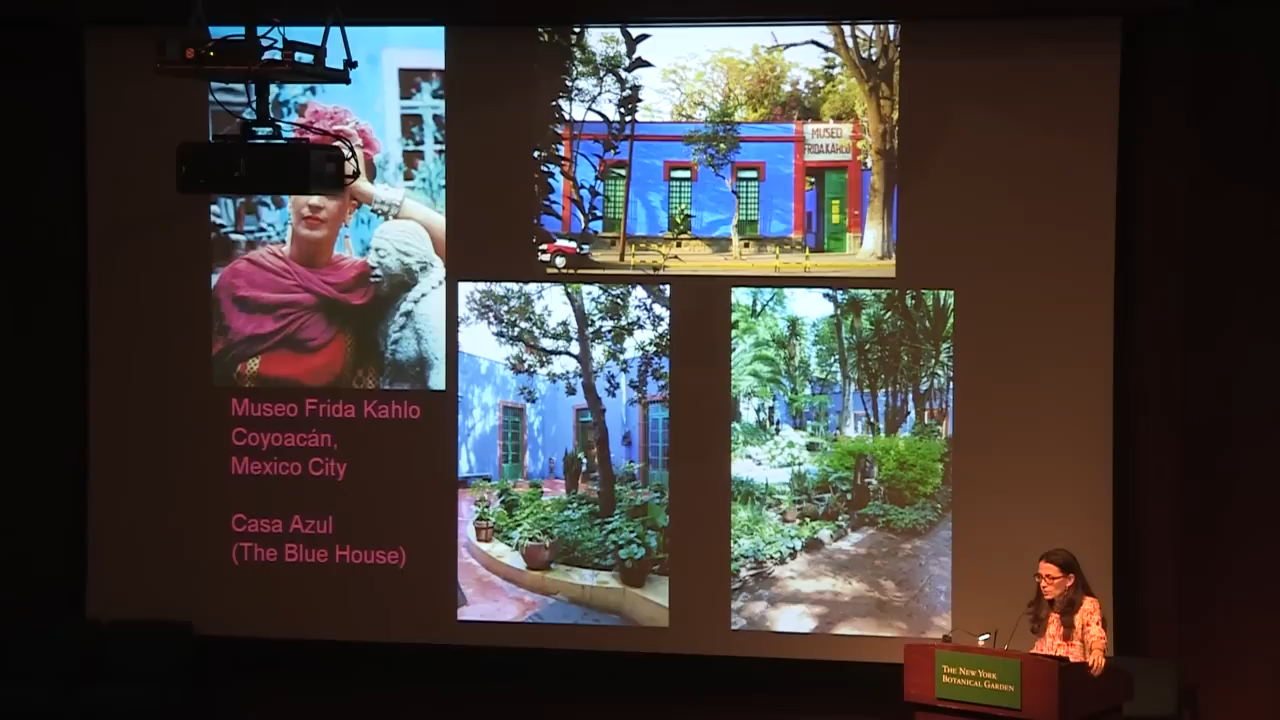 MUSEO
FRIDA KAHLO
Museo Frida Kahlo
Coyoacán,
Mexico City
Casa Azul
(The Blue House)
THE NEW YORK
BOTANICAL GARDEN